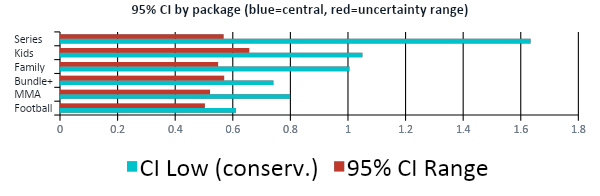 95% CI by package (blue=central, red=uncertainty range)
Series
Kids
Family
Bundle+
MMA
Football
0 0.2 0.4 0.6 0.8 1 1.2 1.4 1.6 1.8
CI Low (conserv.) 95% CI Range